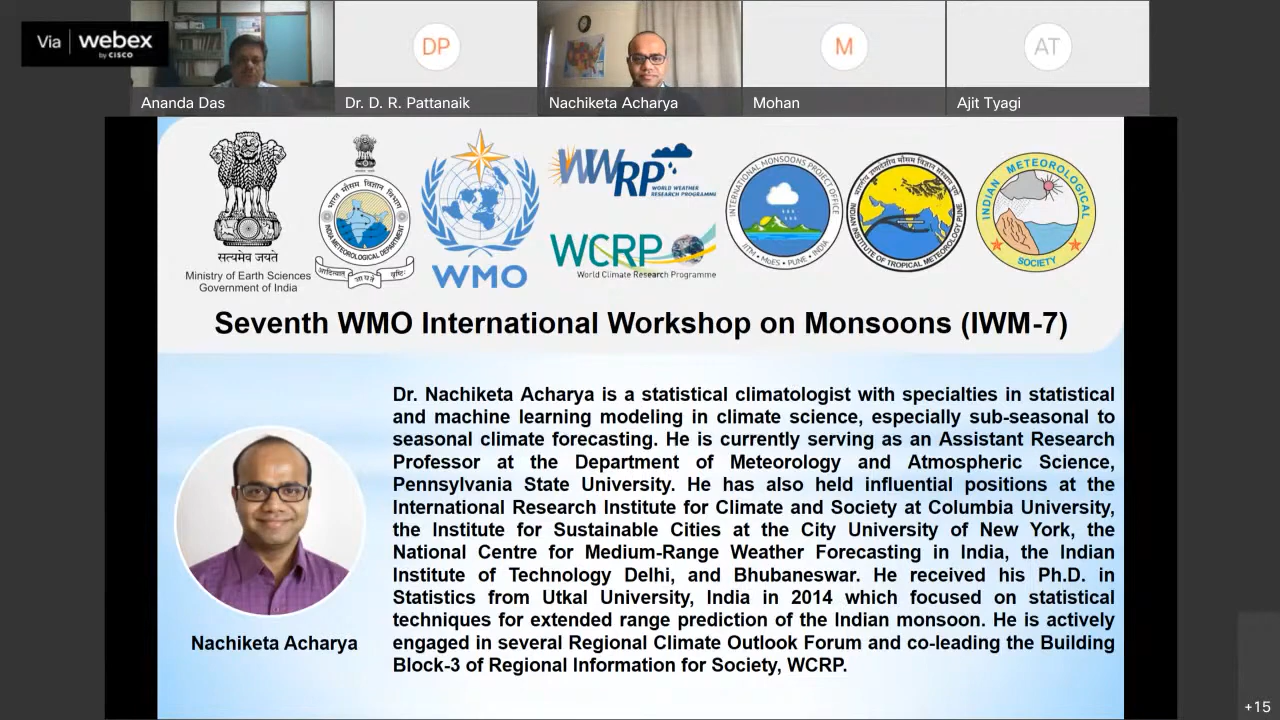 Via webex
by CISCO
DP
M
AT
Ananda Das
Dr. D. R. Pattanaik
Nachiketa Acharya
Mohan
Ajit Tyagi
सत्यमेव जयते
Ministry of Earth Sciences
Government of India
भारत मौसम विज्ञान विभाग
INDIA METEOROLOGICAL DEPARTMENT
WMO
WWRP
WORLD WEATHER
RESEARCH PROGRAMME
WCRP
World Climate Research Programme
INTERNATIONAL MONSOONS PROJECT OFFICE
IITM • MoES • PUNE, INDIA
INDIAN INSTITUTE OF TROPICAL METEOROLOGY PUNE
INDIAN METEOROLOGICAL
SOCIETY
Seventh WMO International Workshop on Monsoons (IWM-7)
Dr. Nachiketa Acharya is a statistical climatologist with specialties in statistical
and machine learning modeling in climate science, especially sub-seasonal to
seasonal climate forecasting. He is currently serving as an Assistant Research
Professor at the Department of Meteorology and Atmospheric Science,
Pennsylvania State University. He has also held influential positions at the
International Research Institute for Climate and Society at Columbia University,
the Institute for Sustainable Cities at the City University of New York, the
National Centre for Medium-Range Weather Forecasting in India, the Indian
Institute of Technology Delhi, and Bhubaneswar. He received his Ph.D. in
Statistics from Utkal University, India in 2014 which focused on statistical
techniques for extended range prediction of the Indian monsoon. He is actively
engaged in several Regional Climate Outlook Forum and co-leading the Building
Block-3 of Regional Information for Society, WCRP.
Nachiketa Acharya
+15